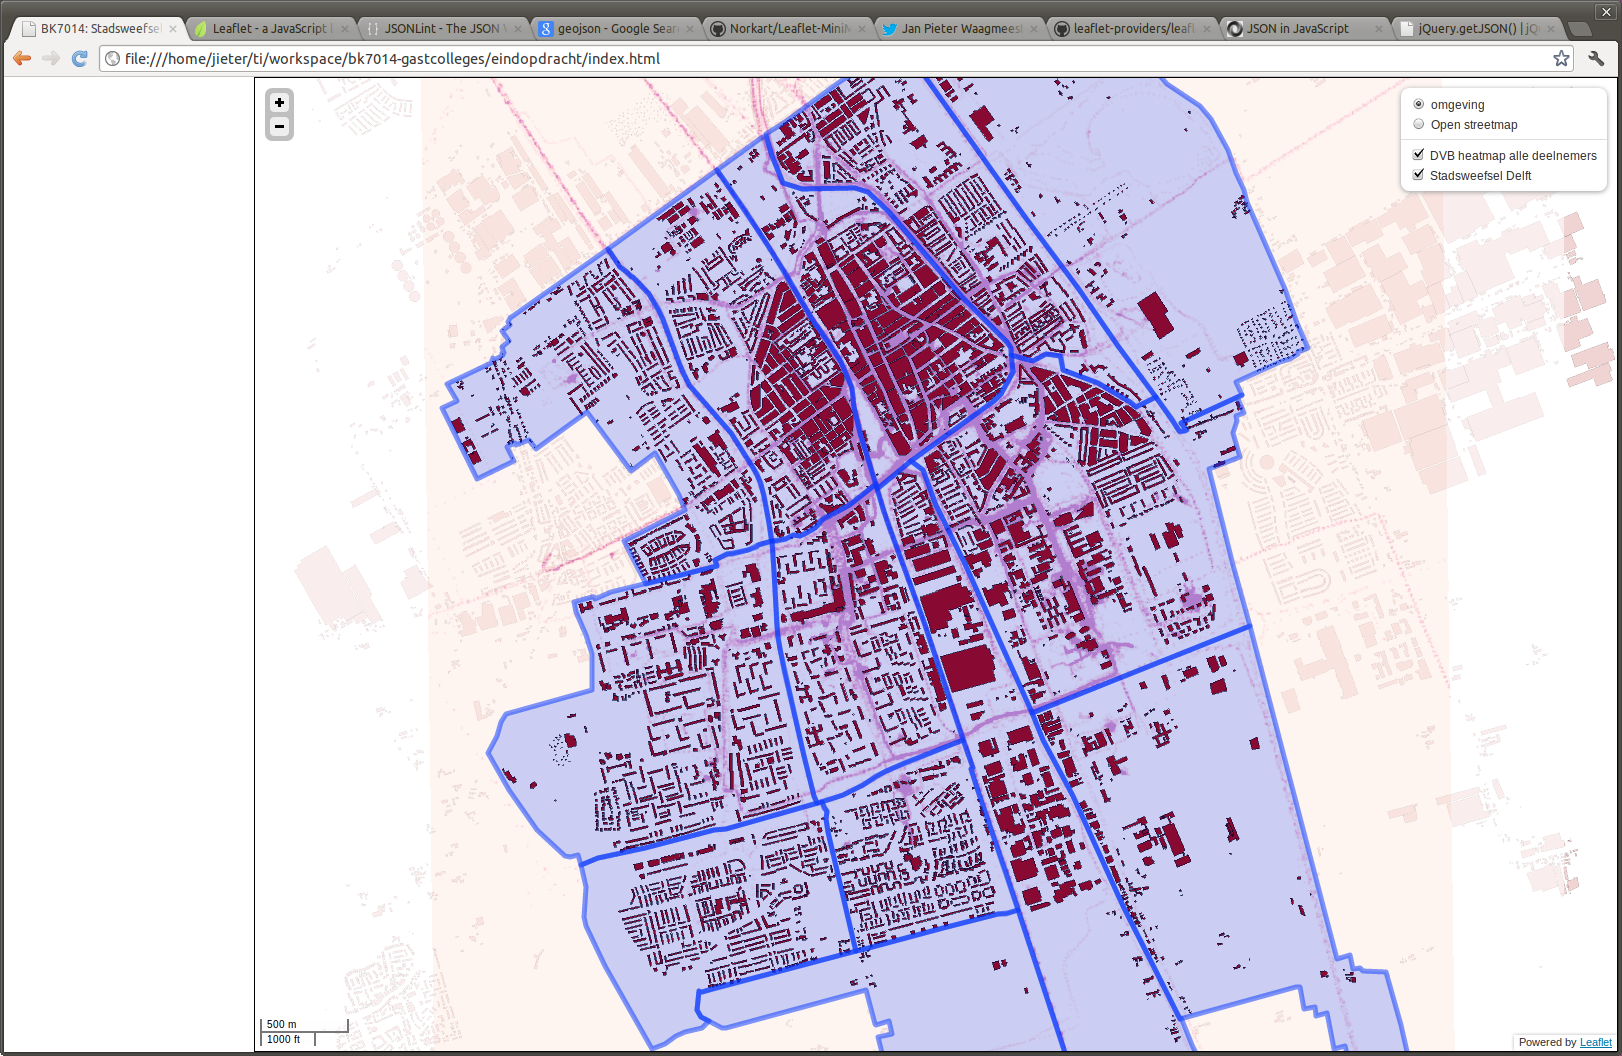 BK7014: Stadsweefse
Leaflet - a JavaScript
JSONLint - The JSON
geojson - Google Sear
Norkart/Leaflet-MiniM
Jan Pieter Waagmees
leaflet-providers/leafl
JSON in JavaScript
jQuery.getJSON() | jQ
file:///home/jieter/ti/workspace/bk7014-gastcolleges/eindopdracht/index.html
+
−
omgeving
Open streetmap
DVB heatmap alle deelnemers
Stadsweefsel Delft
500 m
1000 ft
Powered by Leaflet